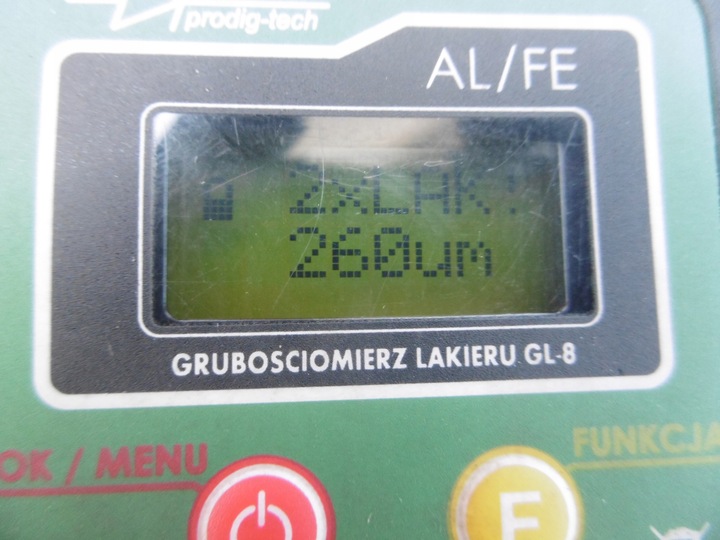 prodig-tech
AL/FE
2XLAK!
260um
GRUBOSCIOMIERZ LAKIERU GL-8
OK / MENU
FUNKCJA
F